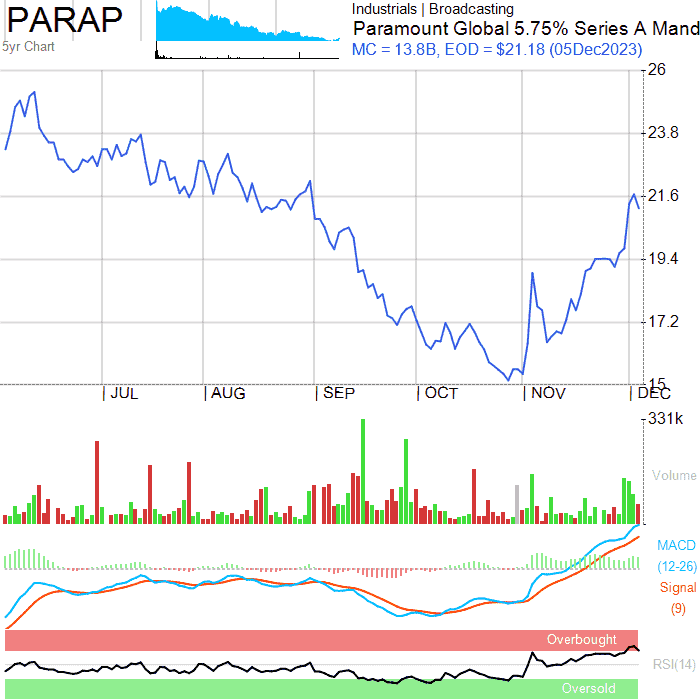 PARAP
5yr Chart
Industrials | Broadcasting
Paramount Global 5.75% Series A Mand
MC = 13.8B, EOD = $21.18 (05Dec2023)
26
23.8
21.6
19.4
17.2
15
JUL
AUG
SEP
OCT
NOV
DEC
331k
Volume
MACD
(12-26)
Signal
(9)
Overbought
RSI(14)
Oversold